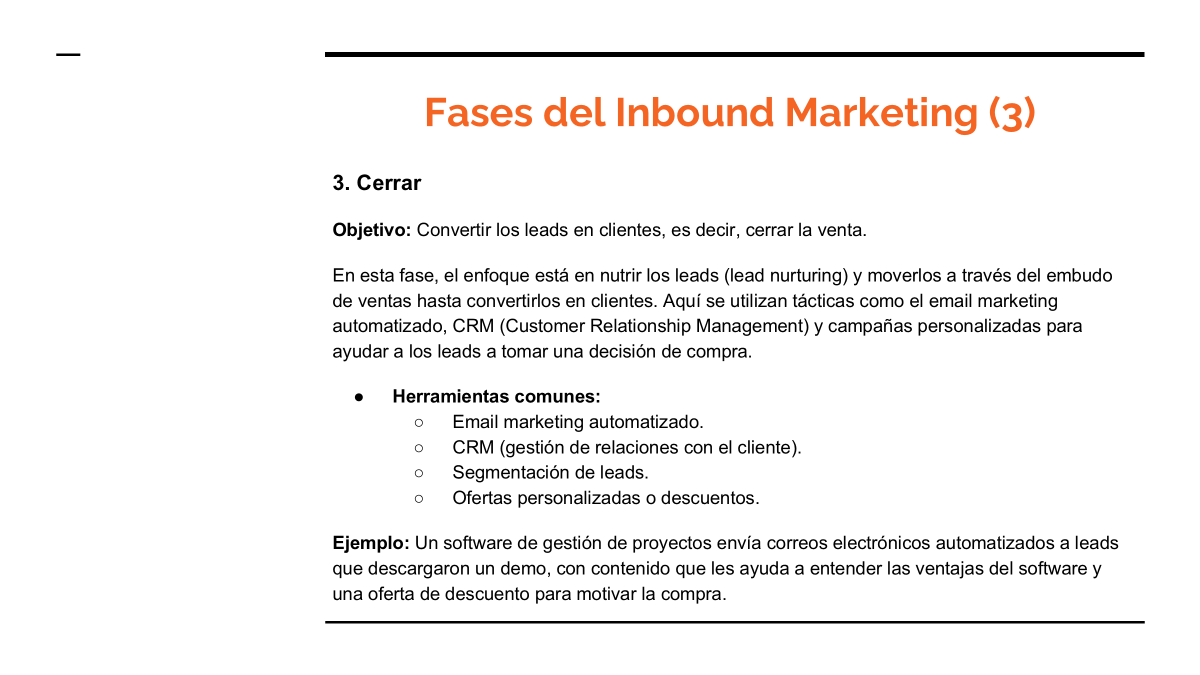 Fases del Inbound Marketing (3)
3. Cerrar
Objetivo: Convertir los leads en clientes, es decir, cerrar la venta.
En esta fase, el enfoque está en nutrir los leads (lead nurturing) y moverlos a través del embudo
de ventas hasta convertirlos en clientes. Aquí se utilizan tácticas como el email marketing
automatizado, CRM (Customer Relationship Management) y campañas personalizadas para
ayudar a los leads a tomar una decisión de compra.
● Herramientas comunes:
○ Email marketing automatizado.
○ CRM (gestión de relaciones con el cliente).
○ Segmentación de leads.
○ Ofertas personalizadas o descuentos.
Ejemplo: Un software de gestión de proyectos envía correos electrónicos automatizados a leads
que descargaron un demo, con contenido que les ayuda a entender las ventajas del software y
una oferta de descuento para motivar la compra.